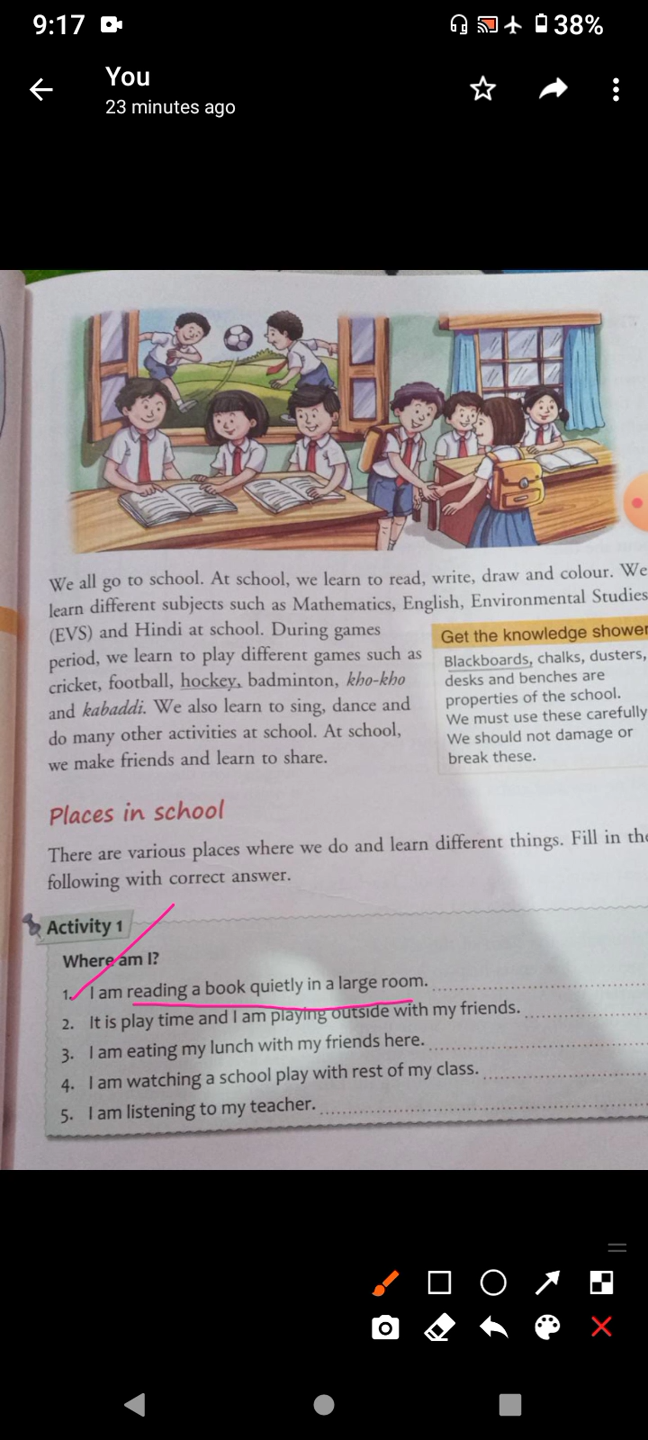 9:17
38%
You
23 minutes ago
We all go to school. At school, we learn to read, write, draw and colour. We
learn different subjects such as Mathematics, English, Environmental Studies
(EVS) and Hindi at school. During games
period, we learn to play different games such as
cricket, football, hockey, badminton, kho-kho
and kabaddi. We also learn to sing, dance and
do many other activities at school. At school,
we make friends and learn to share.
Get the knowledge shower
Blackboards, chalks, dusters,
desks and benches are
properties of the school.
We must use these carefully
We should not damage or
break these.
Places in school
There are various places where we do and learn different things. Fill in the
following with correct answer.
Activity 1
Where am I?
1. I am reading a book quietly in a large room.
2. It is play time and I am playing outside with my friends.
3. I am eating my lunch with my friends here.
4. I am watching a school play with rest of my class.
5. I am listening to my teacher.